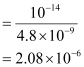 = 10⁻¹⁴ / 4.8 × 10⁻⁹
= 2.08 × 10⁻⁶